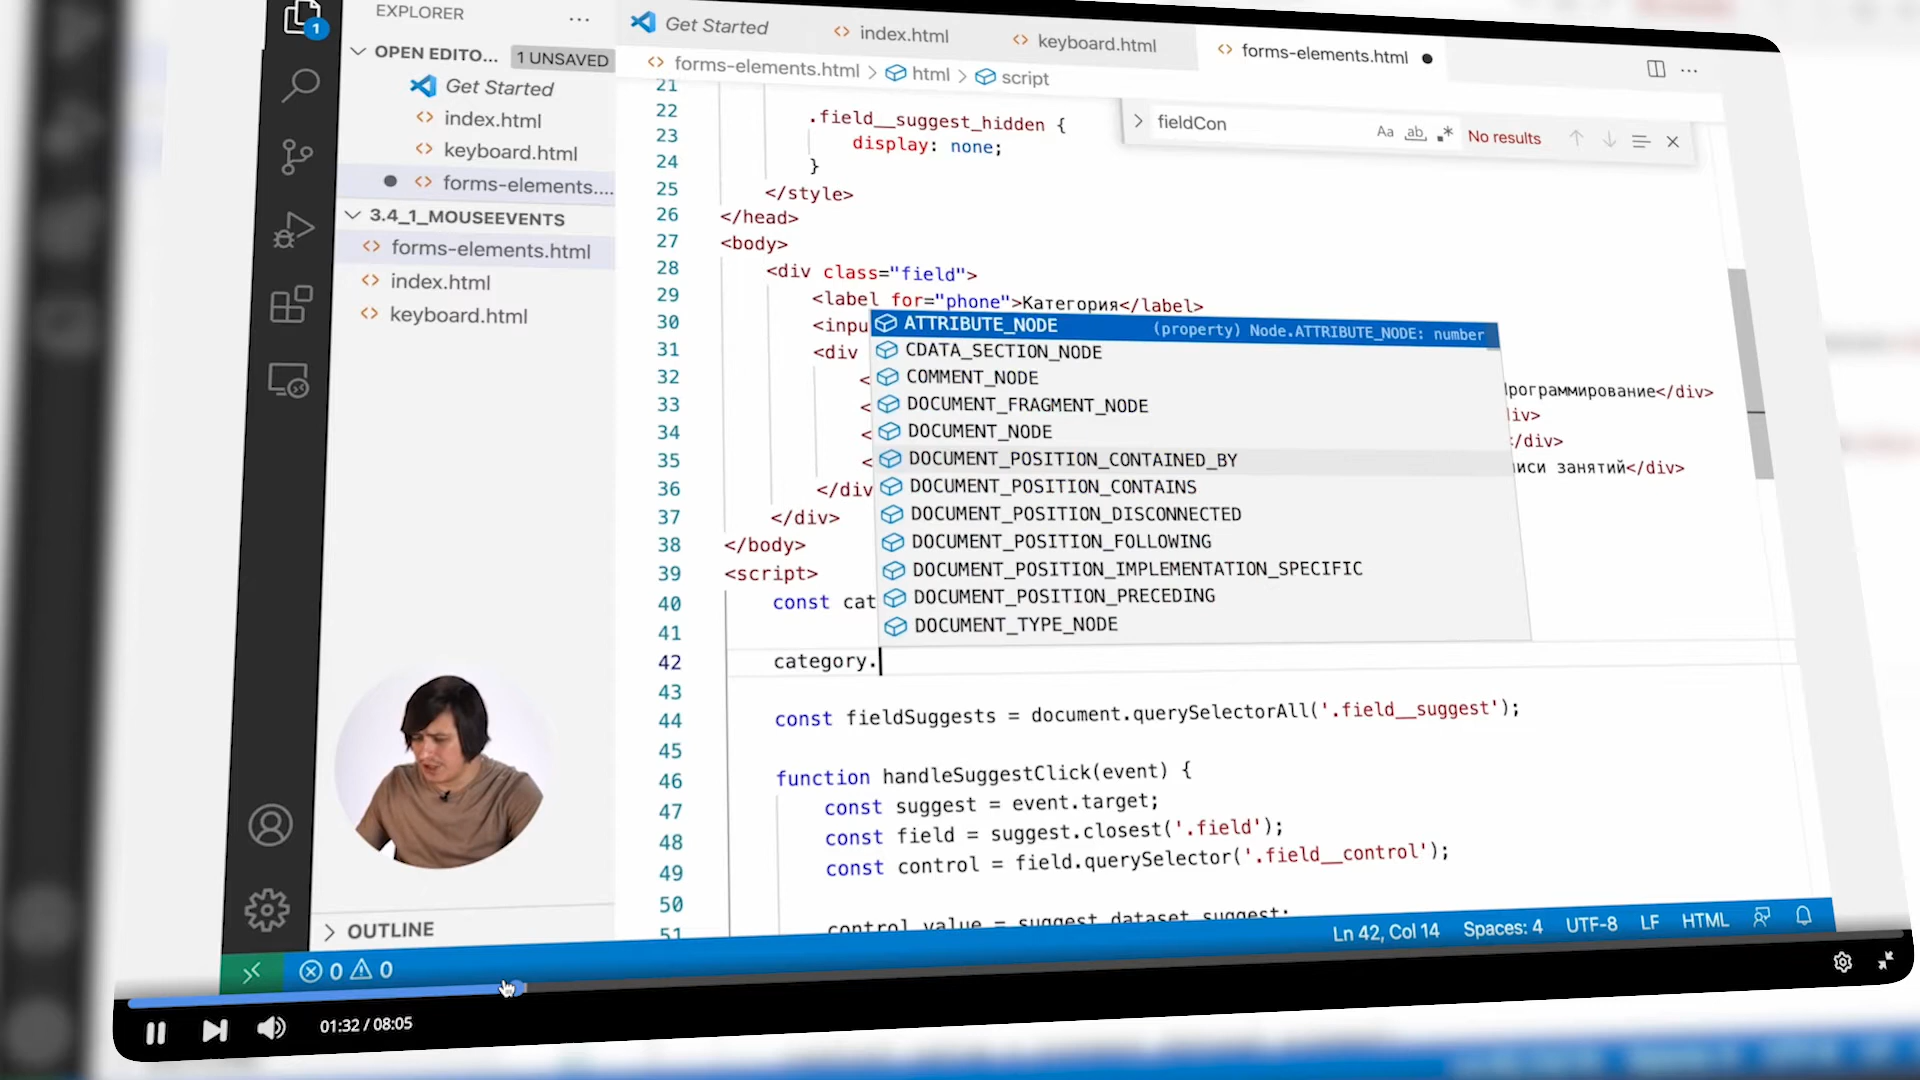 EXPLORER
OPEN EDITO...
1 UNSAVED
Get Started
index.html
keyboard.html
forms-elements....
3.4_1_MOUSEEVENTS
forms-elements.html
index.html
keyboard.html
OUTLINE
1
Get Started
index.html
keyboard.html
forms-elements.html
forms-elements.html > html > script
fieldCon
Aa
ab
No results
21
22 .field__suggest_hidden {
23 display: none;
24 }
25 </style>
26 </head>
27 <body>
28 <div class="field">
29 <label for="phone">Категория</label>
30 <inpu
31 <div
32 < рограммирование</div>
33 < iv>
34 < /div>
35 < иси занятий</div>
36 </div
37 </div>
38 </body>
39 <script>
40 const cat
41
42 category.
43
44 const fieldSuggests = document.querySelectorAll('.field__suggest');
45
46 function handleSuggestClick(event) {
47 const suggest = event.target;
48 const field = suggest.closest('.field');
49 const control = field.querySelector('.field__control');
50
51 control value = suggest dataset suggest;
ATTRIBUTE_NODE (property) Node.ATTRIBUTE_NODE: number
CDATA_SECTION_NODE
COMMENT_NODE
DOCUMENT_FRAGMENT_NODE
DOCUMENT_NODE
DOCUMENT_POSITION_CONTAINED_BY
DOCUMENT_POSITION_CONTAINS
DOCUMENT_POSITION_DISCONNECTED
DOCUMENT_POSITION_FOLLOWING
DOCUMENT_POSITION_IMPLEMENTATION_SPECIFIC
DOCUMENT_POSITION_PRECEDING
DOCUMENT_TYPE_NODE
0 0
Ln 42, Col 14
Spaces: 4
UTF-8
LF
HTML
01:32 / 08:05